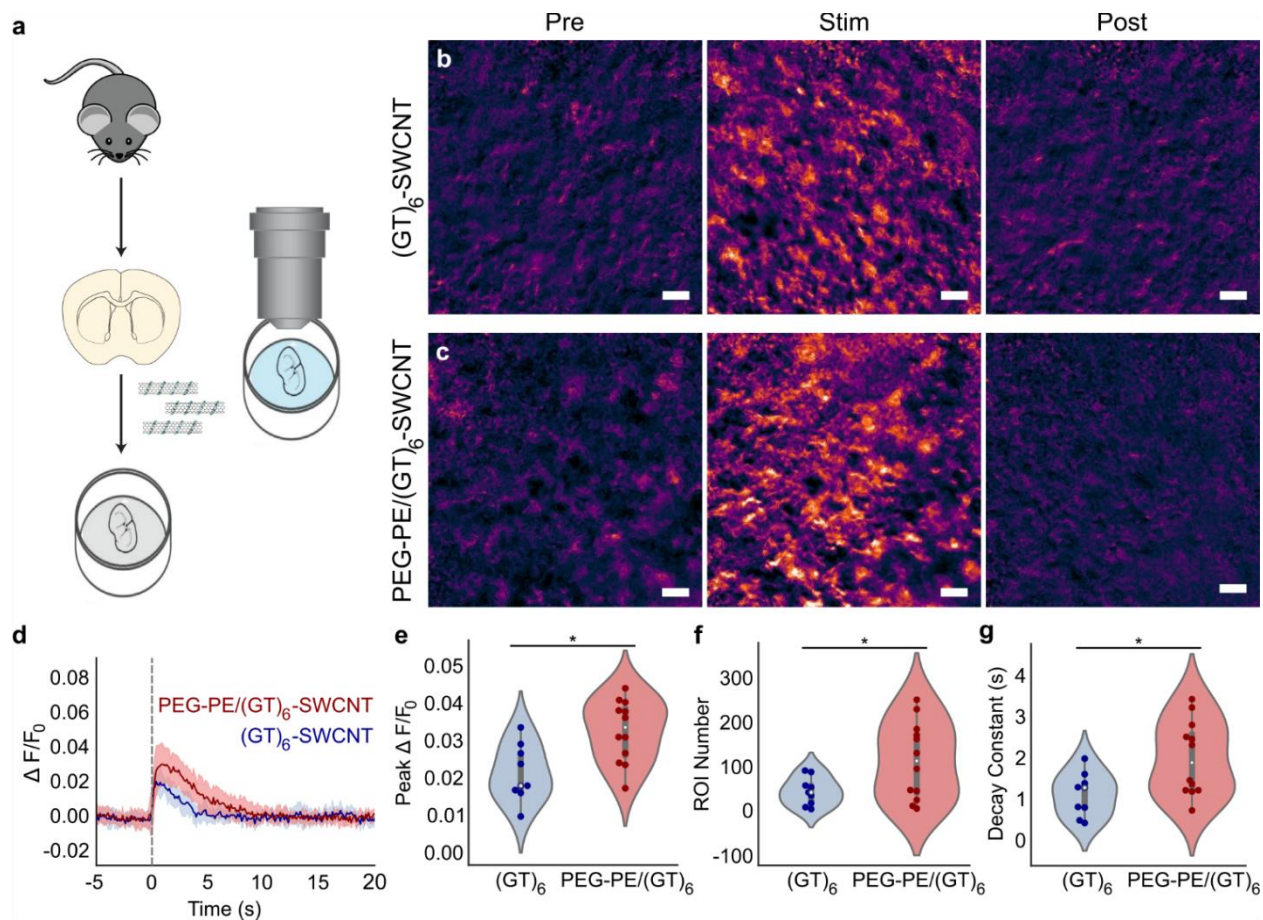 a
Pre
Stim
Post
b
(GT)6-SWCNT
c
PEG-PE/(GT)6-SWCNT
d
0.08
0.06
0.04
0.02
0.00
-0.02
Δ F/F0
PEG-PE/(GT)6-SWCNT
(GT)6-SWCNT
-5
0
5
10
15
20
Time (s)
e
*
0.05
0.04
0.03
0.02
0.01
0.00
Peak Δ F/F0
(GT)6
PEG-PE/(GT)6
f
*
300
200
100
0
-100
ROI Number
(GT)6
PEG-PE/(GT)6
g
*
4
3
2
1
0
Decay Constant (s)
(GT)6
PEG-PE/(GT)6